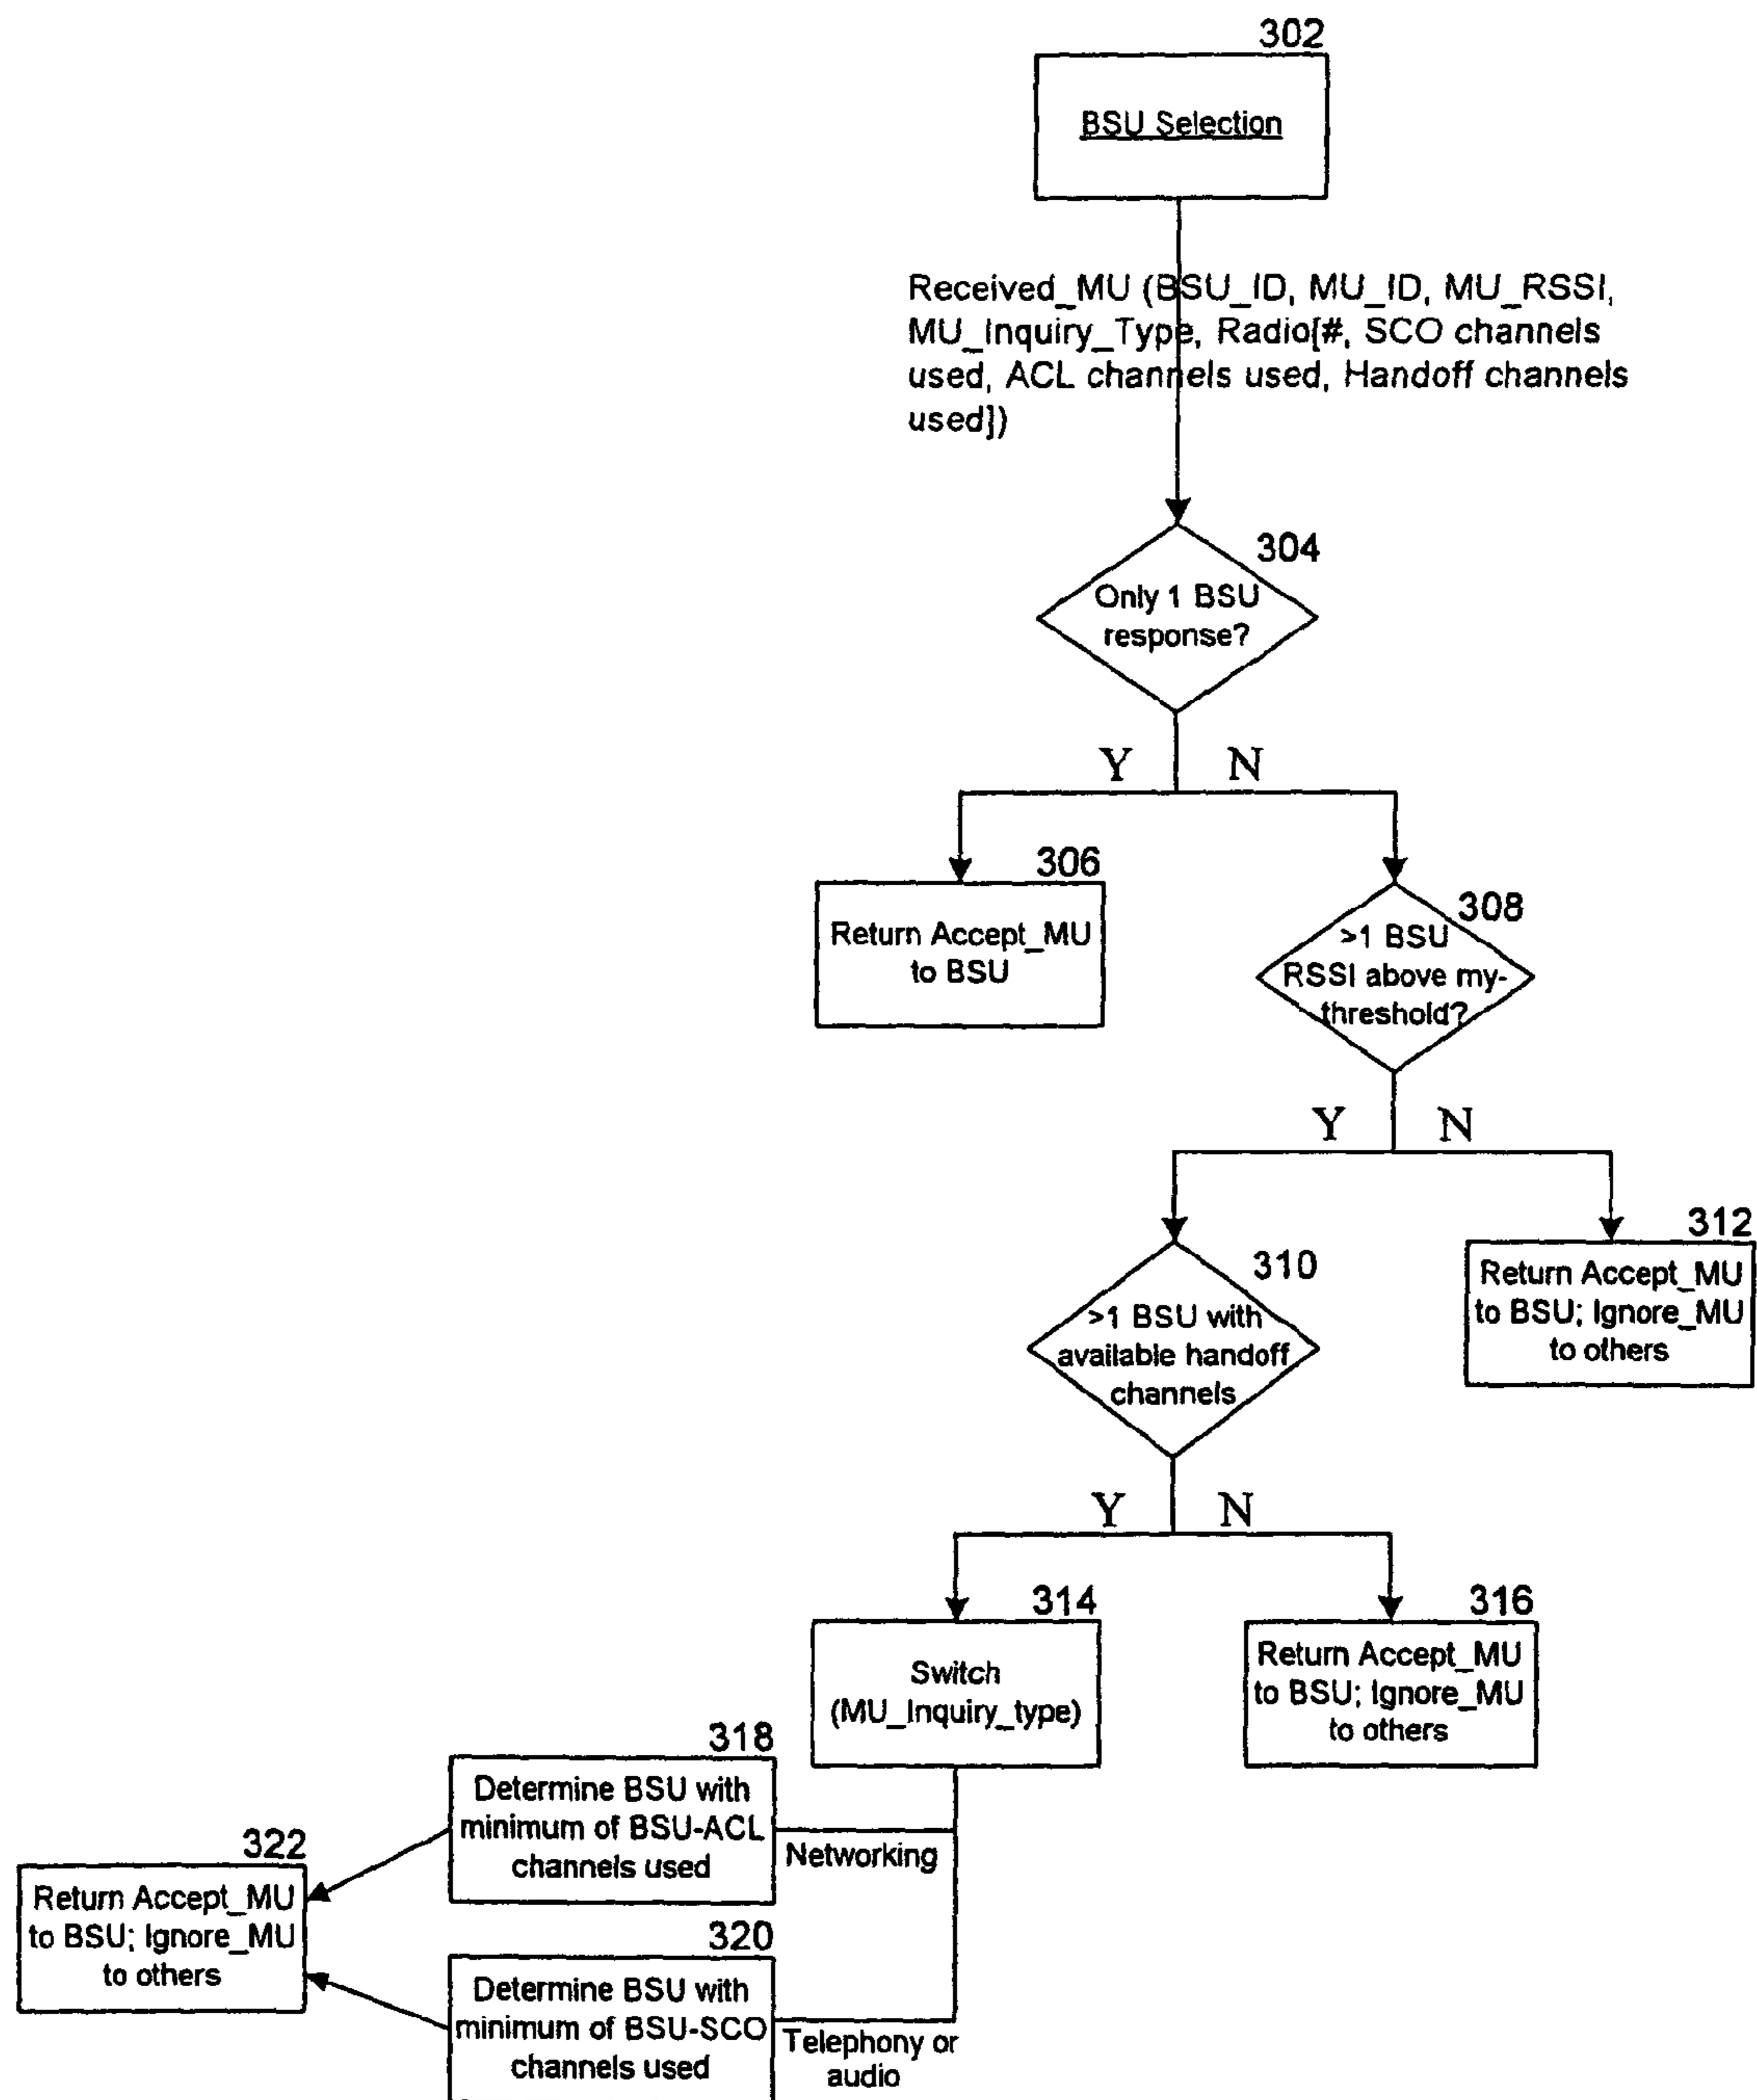 302
BSU Selection
Received_MU (BSU_ID, MU_ID, MU_RSSI,
MU_Inquiry_Type, Radio[#, SCO channels
used, ACL channels used, Handoff channels
used])
304
Only 1 BSU
response?
Y N
306
Return Accept_MU
to BSU
308
>1 BSU
RSSI above my-
threshold?
Y N
310
>1 BSU with
available handoff
channels
312
Return Accept_MU
to BSU; Ignore_MU
to others
Y N
314
Switch
(MU_Inquiry_type)
316
Return Accept_MU
to BSU; Ignore_MU
to others
318
Determine BSU with
minimum of BSU-ACL
channels used
Networking
322
Return Accept_MU
to BSU; Ignore_MU
to others
320
Determine BSU with
minimum of BSU-SCO
channels used
Telephony or
audio